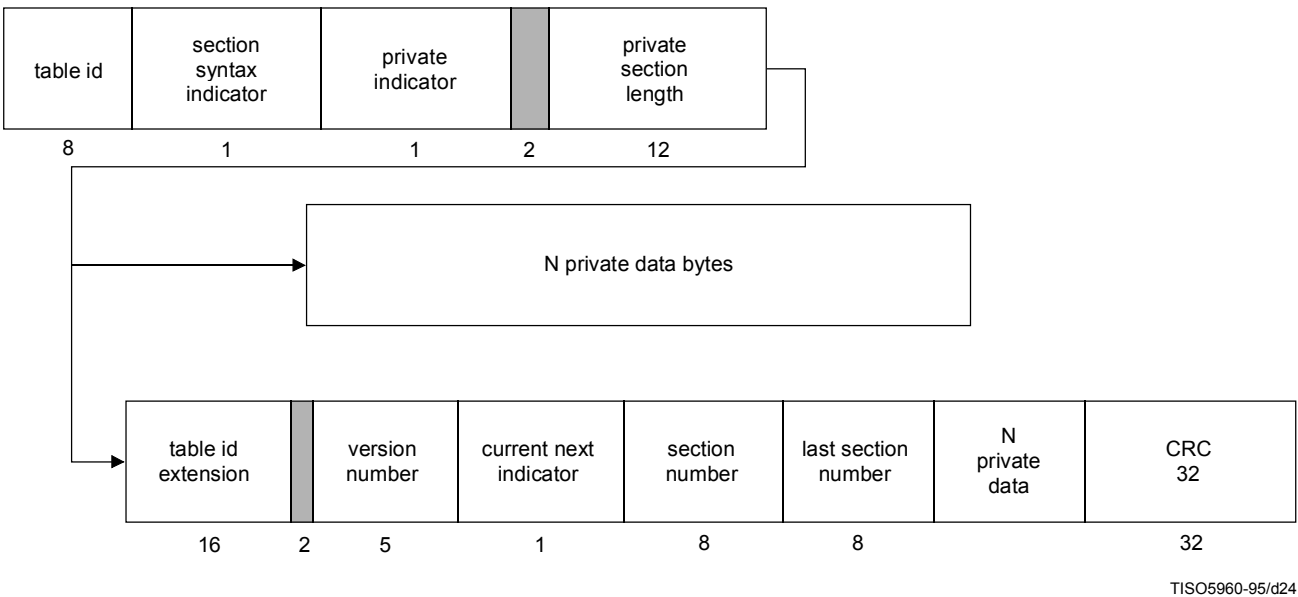 table id
section
syntax
indicator
private
indicator
private
section
length
8
1
1
2
12
N private data bytes
table id
extension
version
number
current next
indicator
section
number
last section
number
N
private
data
CRC
32
16
2
5
1
8
8
32
TISO5960-95/d24